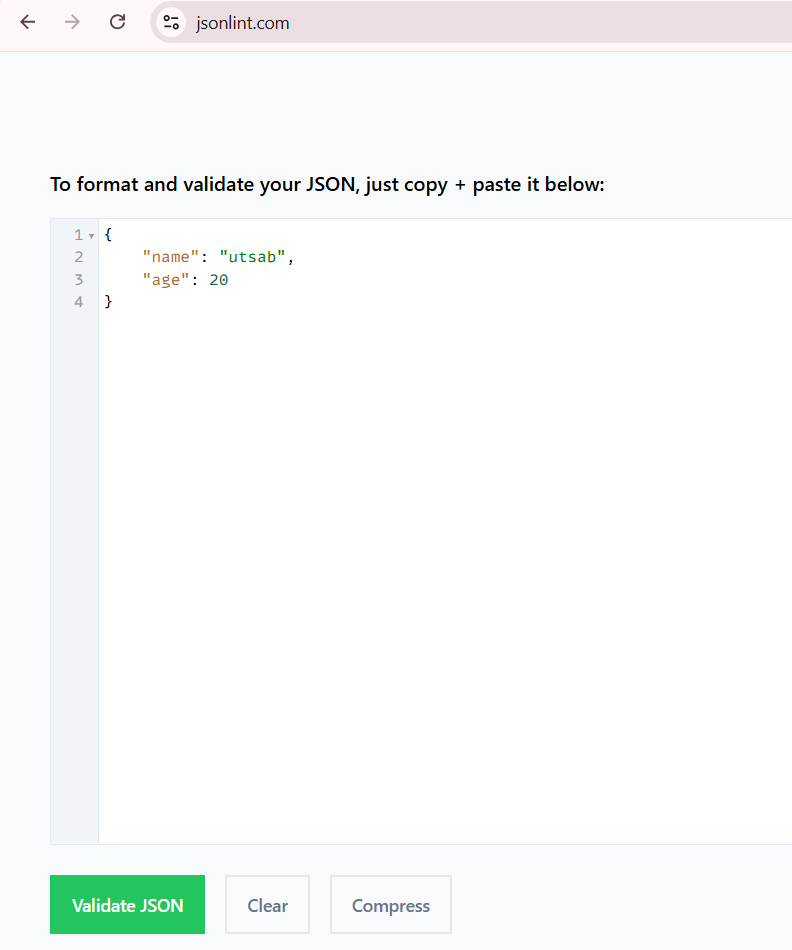 jsonlint.com
To format and validate your JSON, just copy + paste it below:
1 {
2     "name": "utsab",
3     "age": 20
4 }
Validate JSON Clear Compress